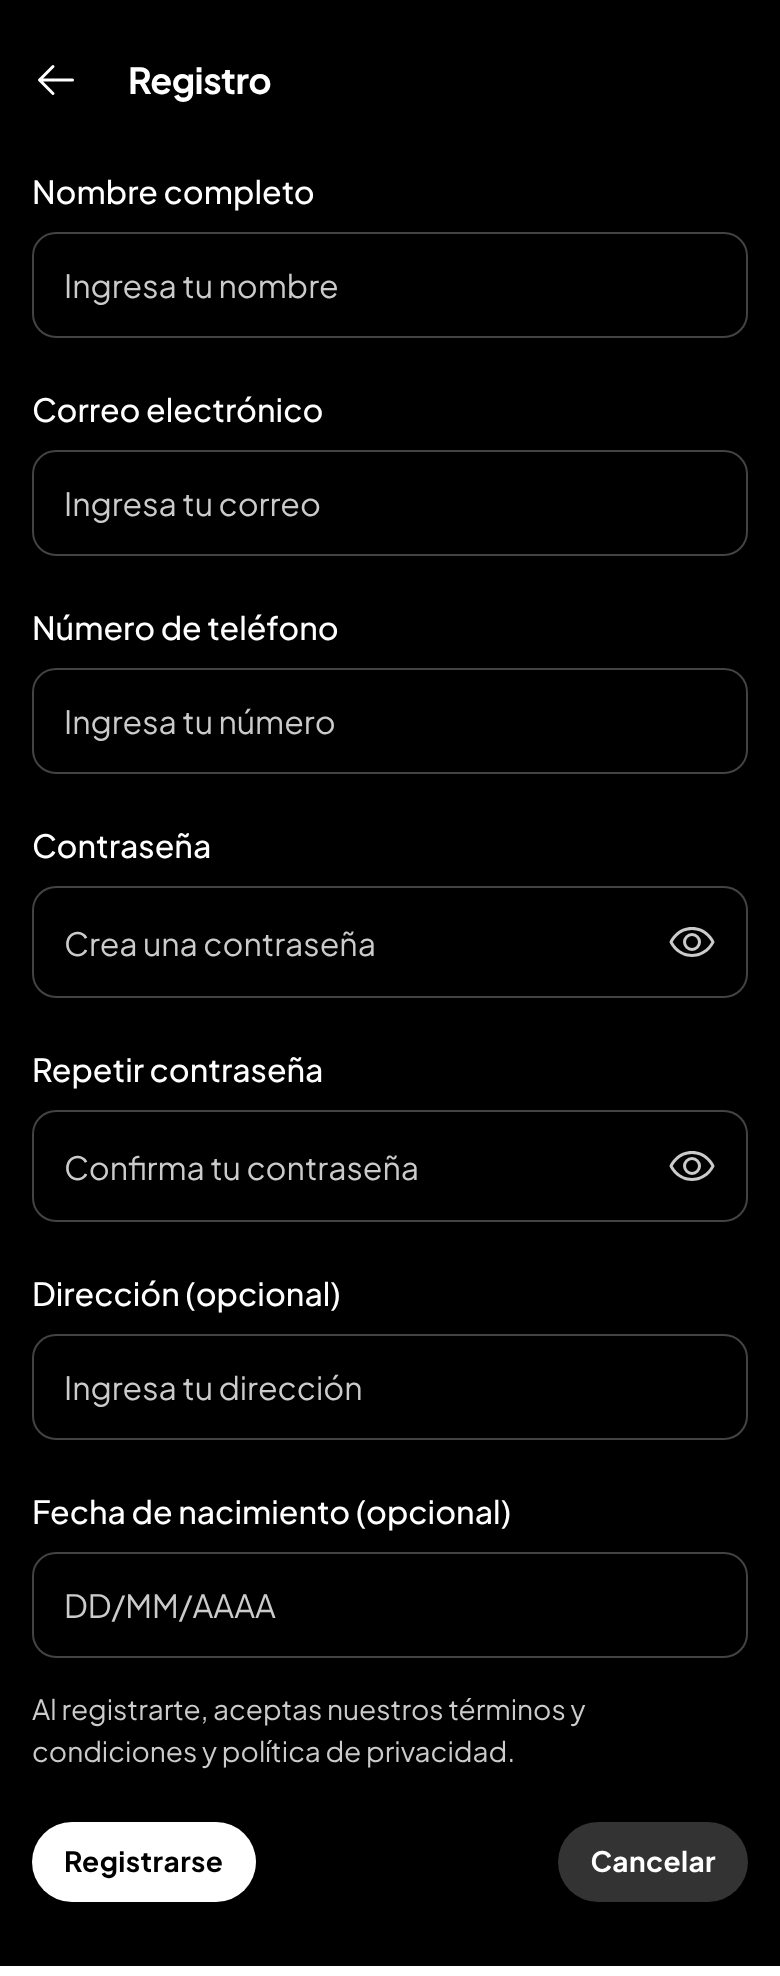 Registro
Nombre completo
Ingresa tu nombre
Correo electrónico
Ingresa tu correo
Número de teléfono
Ingresa tu número
Contraseña
Crea una contraseña
Repetir contraseña
Confirma tu contraseña
Dirección (opcional)
Ingresa tu dirección
Fecha de nacimiento (opcional)
DD/MM/AAAA
Al registrarte, aceptas nuestros términos y
condiciones y política de privacidad.
Registrarse
Cancelar